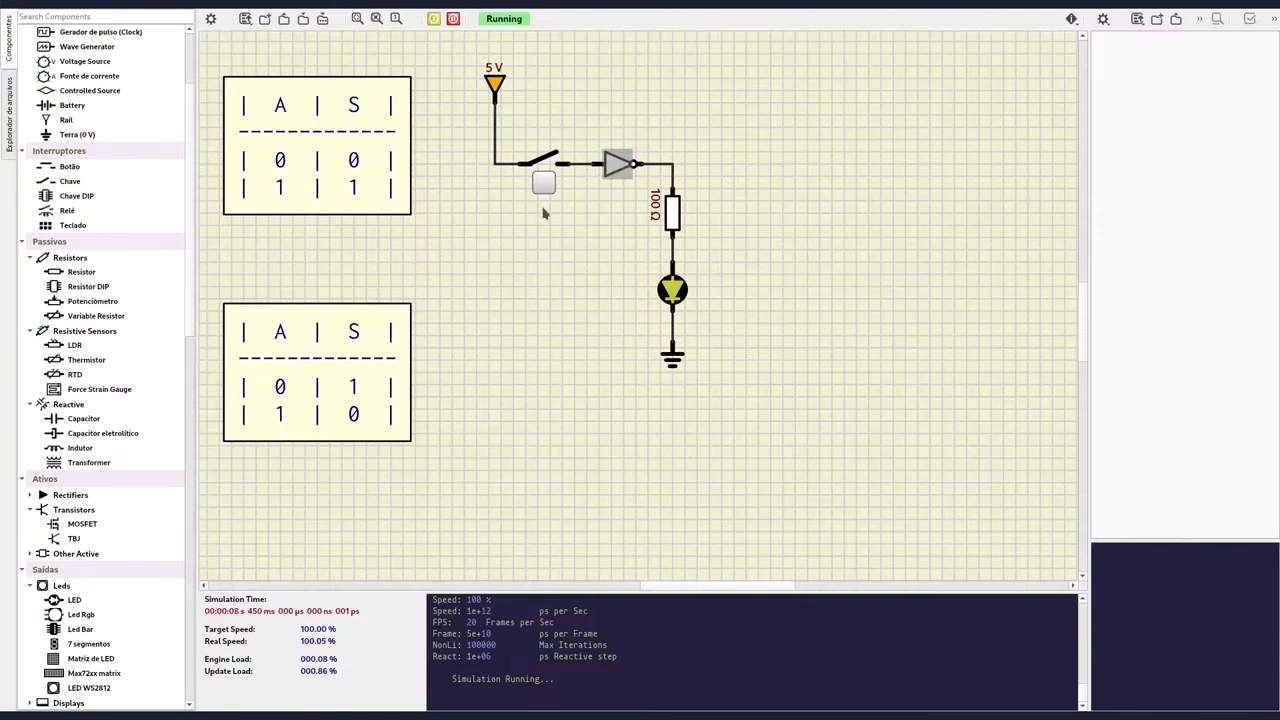 Search Components
Running
Componentes
Explorador de arquivos
Gerador de pulso (Clock)
Wave Generator
Voltage Source
Fonte de corrente
Controlled Source
Battery
Rail
Terra (0 V)
Interruptores
Botão
Chave
Chave DIP
Relé
Teclado
Passivos
Resistors
Resistor
Resistor DIP
Potenciômetro
Variable Resistor
Resistive Sensors
LDR
Thermistor
RTD
Force Strain Gauge
Reactive
Capacitor
Capacitor eletrolítico
Indutor
Transformer
Ativos
Rectifiers
Transistors
MOSFET
TBJ
Other Active
Saídas
Leds
LED
Led Rgb
Led Bar
7 segmentos
Matriz de LED
Max72xx matrix
LED WS2812
Displays
| A | S |
-------------
| 0 | 0 |
| 1 | 1 |
| A | S |
-------------
| 0 | 1 |
| 1 | 0 |
5 V
100 Ω
Simulation Time:
00:00:08 s 450 ms 000 µs 000 ns 001 ps
Target Speed: 100.00 %
Real Speed: 100.05 %
Engine Load: 000.08 %
Update Load: 000.86 %
Speed: 100 %
Speed: 1e+12 ps per Sec
FPS: 20 Frames per Sec
Frame: 5e+10 ps per Frame
NonLi: 100000 Max Iterations
React: 1e+06 ps Reactive step
Simulation Running...